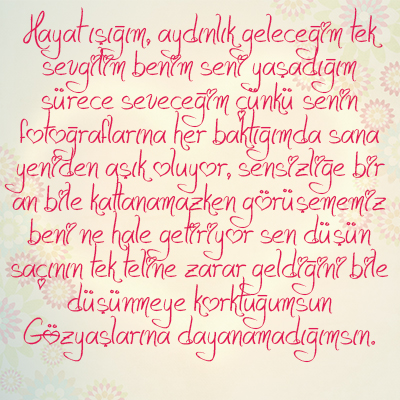 Hayat ışığım, aydınlık geleceğim tek
sevgilim benim seni yaşadığım
sürece seveceğim çünkü senin
fotoğraflarına her baktığımda sana
yeniden aşık oluyor, sensizliğe bir
an bile katlanamazken görüşememiz
beni ne hale getiriyor sen düşün
saçının tek teline zarar geldiğini bile
düşünmeye korktuğumsun
Gözyaşlarına dayanamadığımsın.